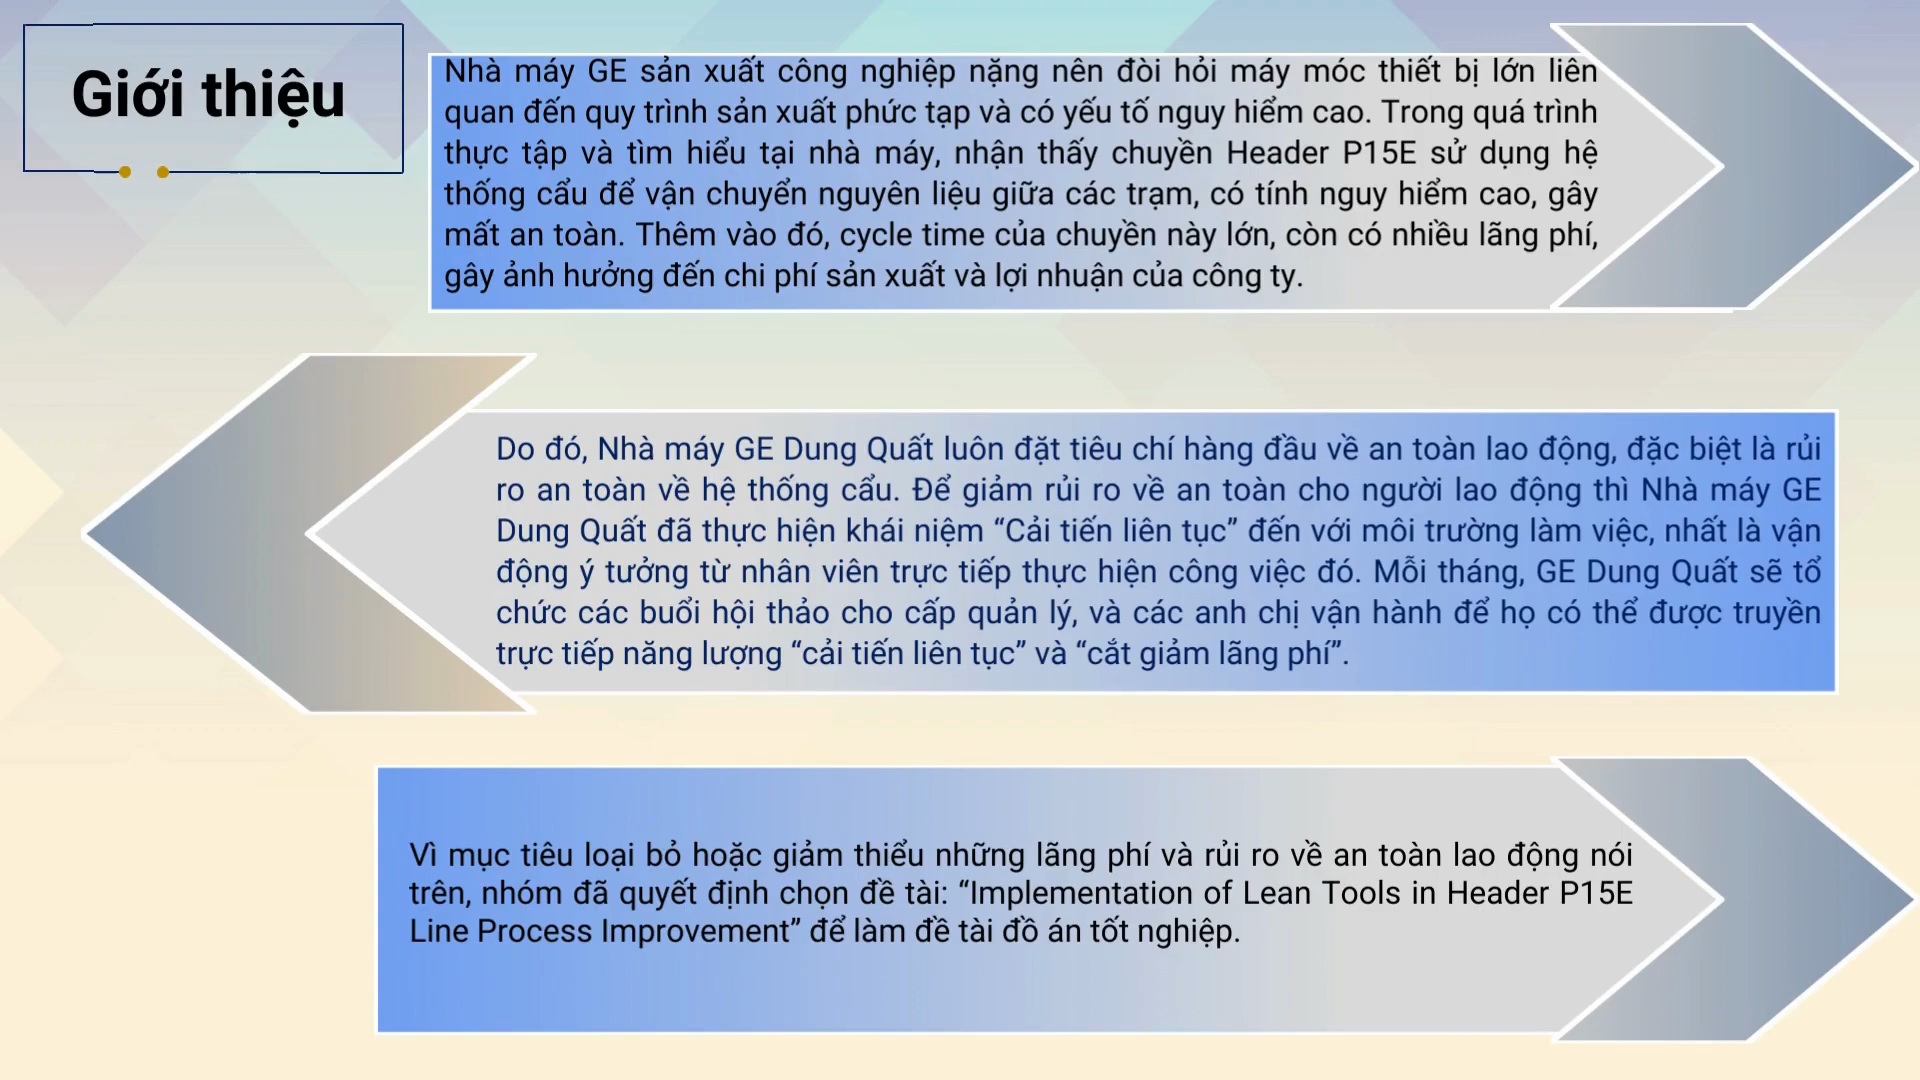 Giới thiệu
Nhà máy GE sản xuất công nghiệp nặng nên đòi hỏi máy móc thiết bị lớn liên
quan đến quy trình sản xuất phức tạp và có yếu tố nguy hiểm cao. Trong quá trình
thực tập và tìm hiểu tại nhà máy, nhận thấy chuyền Header P15E sử dụng hệ
thống cẩu để vận chuyển nguyên liệu giữa các trạm, có tính nguy hiểm cao, gây
mất an toàn. Thêm vào đó, cycle time của chuyền này lớn, còn có nhiều lãng phí,
gây ảnh hưởng đến chi phí sản xuất và lợi nhuận của công ty.
Do đó, Nhà máy GE Dung Quất luôn đặt tiêu chí hàng đầu về an toàn lao động, đặc biệt là rủi
ro an toàn về hệ thống cẩu. Để giảm rủi ro về an toàn cho người lao động thì Nhà máy GE
Dung Quất đã thực hiện khái niệm “Cải tiến liên tục” đến với môi trường làm việc, nhất là vận
động ý tưởng từ nhân viên trực tiếp thực hiện công việc đó. Mỗi tháng, GE Dung Quất sẽ tổ
chức các buổi hội thảo cho cấp quản lý, và các anh chị vận hành để họ có thể được truyền
trực tiếp năng lượng “cải tiến liên tục” và “cắt giảm lãng phí”.
Vì mục tiêu loại bỏ hoặc giảm thiểu những lãng phí và rủi ro về an toàn lao động nói
trên, nhóm đã quyết định chọn đề tài: “Implementation of Lean Tools in Header P15E
Line Process Improvement” để làm đề tài đồ án tốt nghiệp.